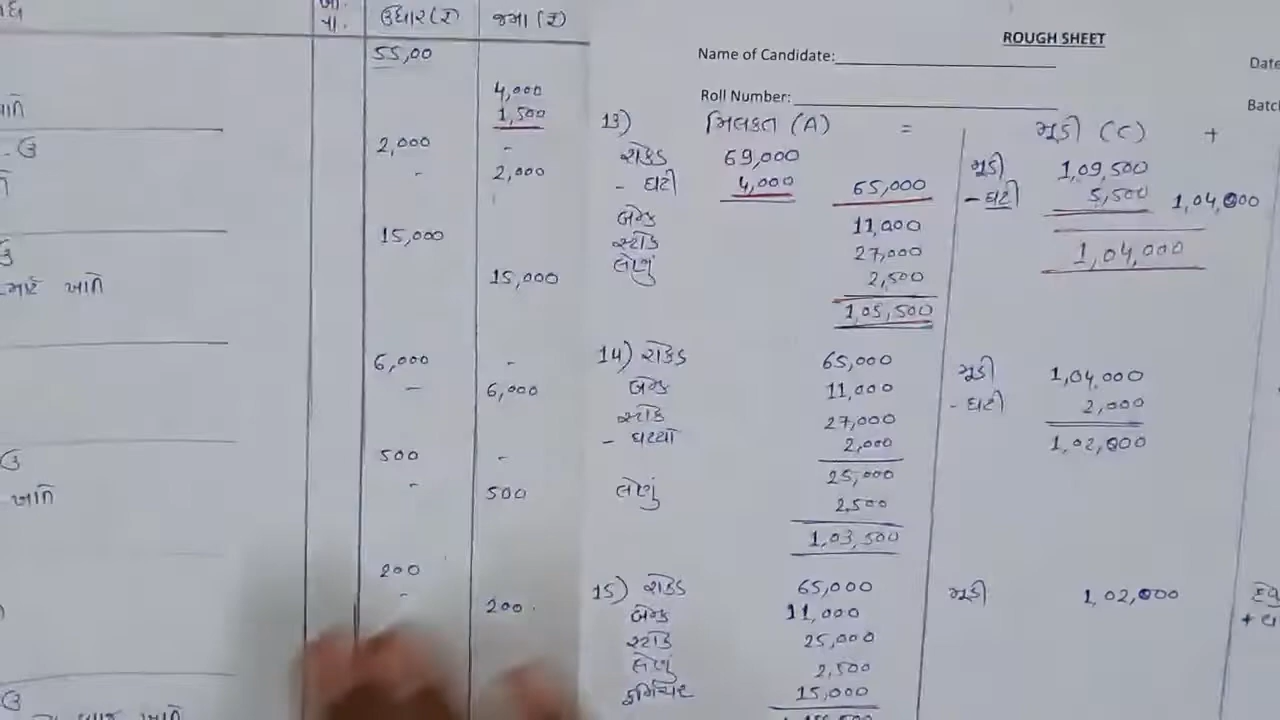 ઉધાર(₹) જમા (₹)
પા.
55,00
4,000
ખાતે
1,500
ઉ
2,000 -
- 2,000
15,000
ઉ
માટે ખાતે
15,000
6,000 -
- 6,000
ઉ
500 -
ખાતે
- 500
200
- 200.
ઉ
ખાતે
ROUGH SHEET
Name of Candidate:
Date
Roll Number:
Batc
13) મિલકત (A) = મૂડી (C) +
રોકડ 69,000 મૂડી 1,09,500
- ઘટી 4,000 65,000 - ઘટી 5,500 1,04,000
બેન્ક 11,000
સ્ટોક 27,000 1,04,000
લેણું 2,500
1,05,500
14) રોકડ 65,000 મૂડી 1,04,000
બેન્ક 11,000 - ઘટી 2,000
સ્ટોક 27,000
- ઘટ્યો 2,000 1,02,000
25,000
લેણું 2,500
1,03,500
15) રોકડ 65,000 મૂડી 1,02,000
બેન્ક 11,000
સ્ટોક 25,000
લેણું 2,500
ફર્નિચર 15,000